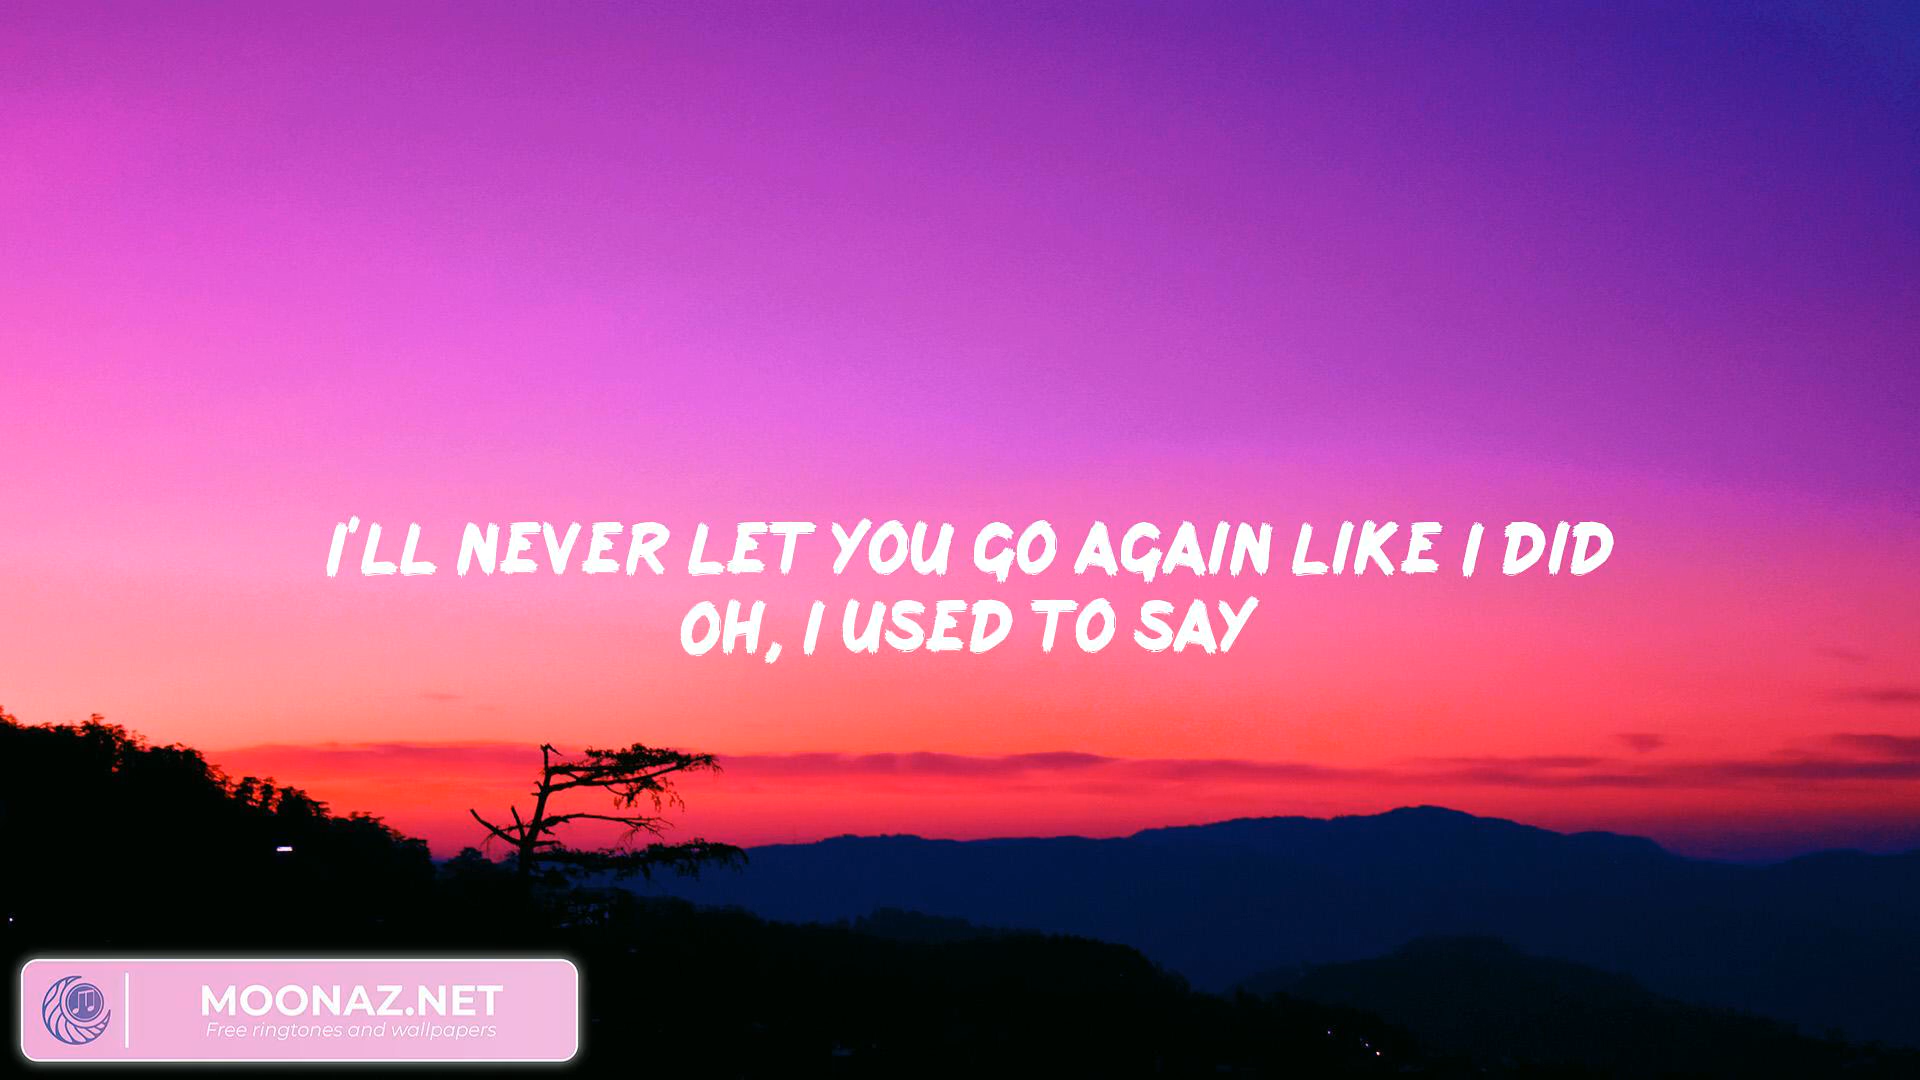 I'LL NEVER LET YOU GO AGAIN LIKE I DID
OH, I USED TO SAY
MOONAZ.NET
Free ringtones and wallpapers